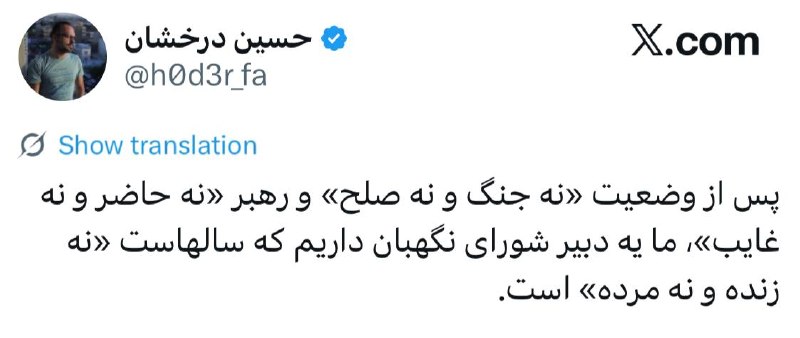 حسین درخشان
@h0d3r_fa
X.com
Show translation
پس از وضعیت «نه جنگ و نه صلح» و رهبر «نه حاضر و نه
غایب»، ما یه دبیر شورای نگهبان داریم که سالهاست «نه
زنده و نه مرده» است.